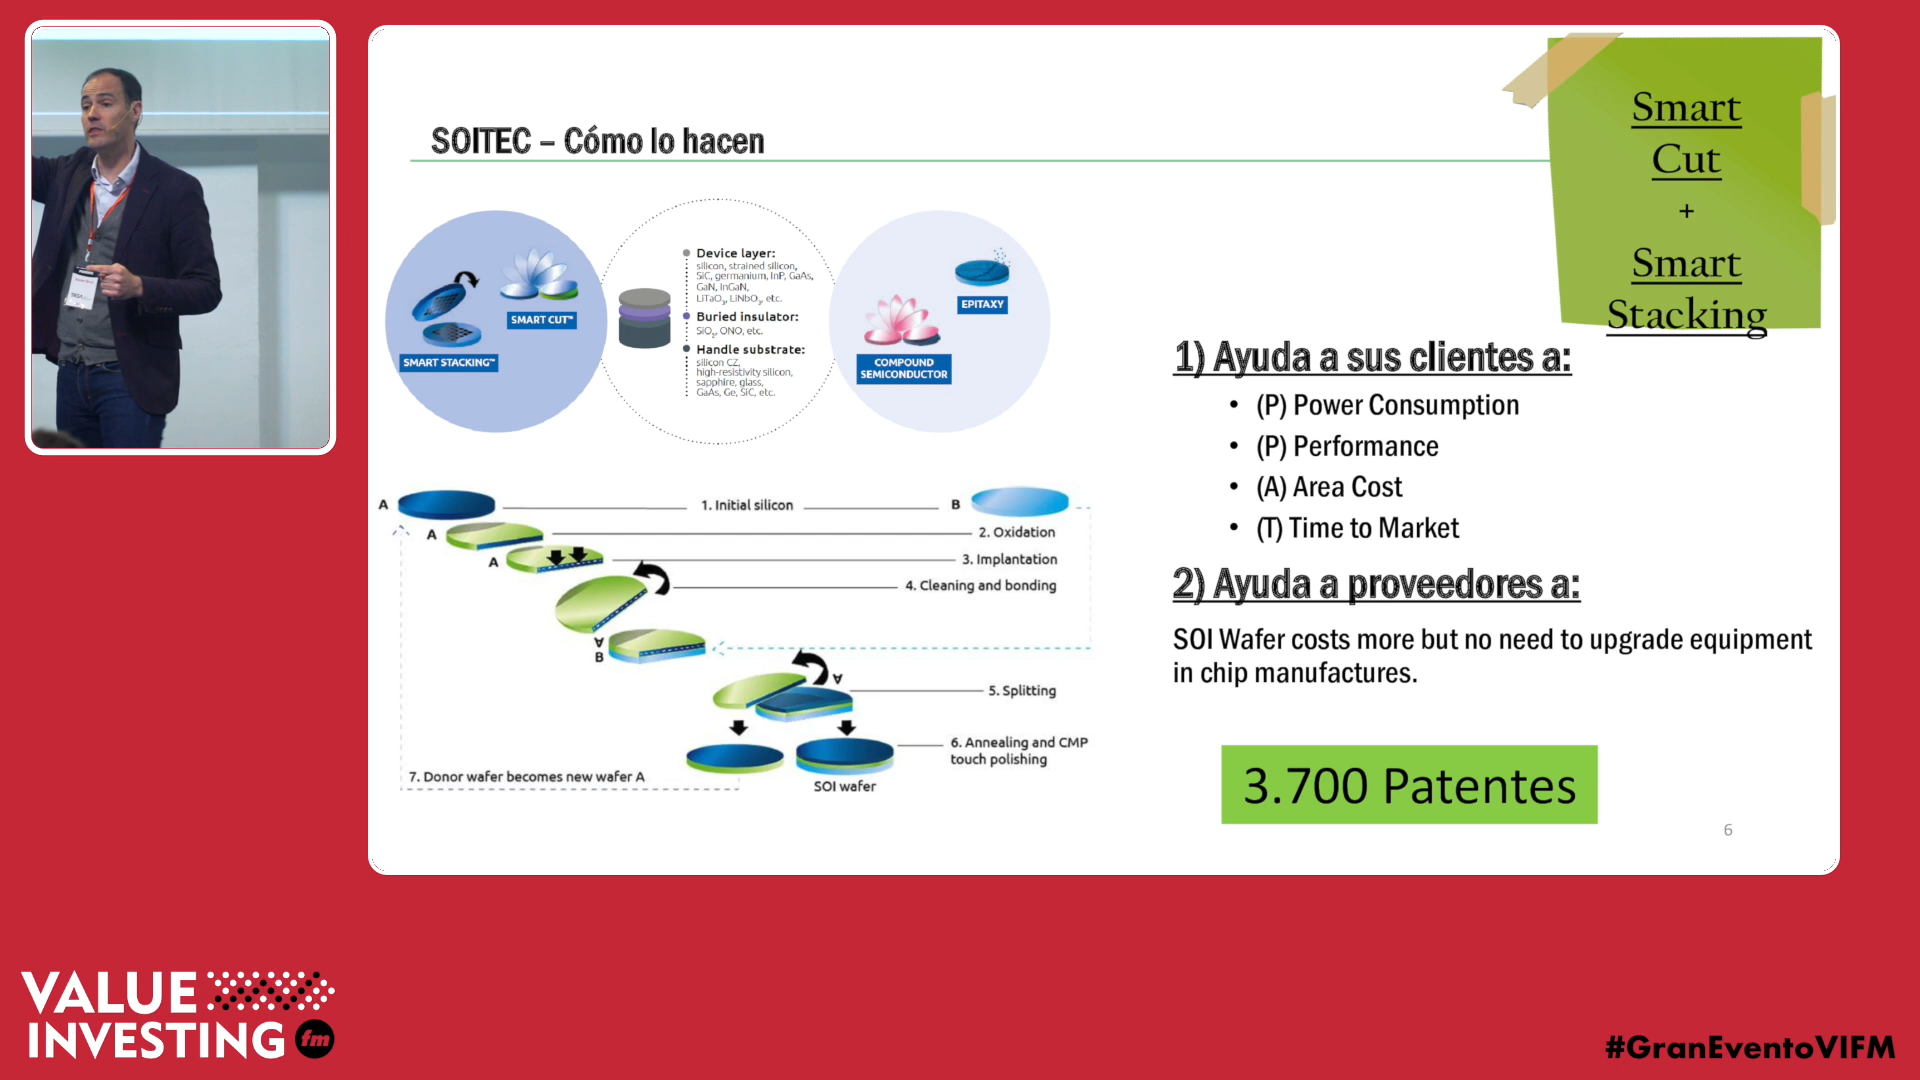 SOITEC – Cómo lo hacen
Smart
Cut
+
Smart
Stacking
SMART STACKING™
SMART CUT™
Device layer:
silicon, strained silicon,
SiC, germanium, InP, GaAs,
GaN, InGaN,
LiTaO₃, LiNbO₃, etc.
Buried insulator:
SiO₂, ONO, etc.
Handle substrate:
silicon CZ,
high-resistivity silicon,
sapphire, glass,
GaAs, Ge, SiC, etc.
EPITAXY
COMPOUND
SEMICONDUCTOR
A
1. Initial silicon
B
A
2. Oxidation
A
3. Implantation
4. Cleaning and bonding
A
B
A
5. Splitting
6. Annealing and CMP
touch polishing
7. Donor wafer becomes new wafer A
SOI wafer
1) Ayuda a sus clientes a:
• (P) Power Consumption
• (P) Performance
• (A) Area Cost
• (T) Time to Market
2) Ayuda a proveedores a:
SOI Wafer costs more but no need to upgrade equipment
in chip manufactures.
3.700 Patentes
6
VALUE
INVESTING fm
#GranEventoVIFM